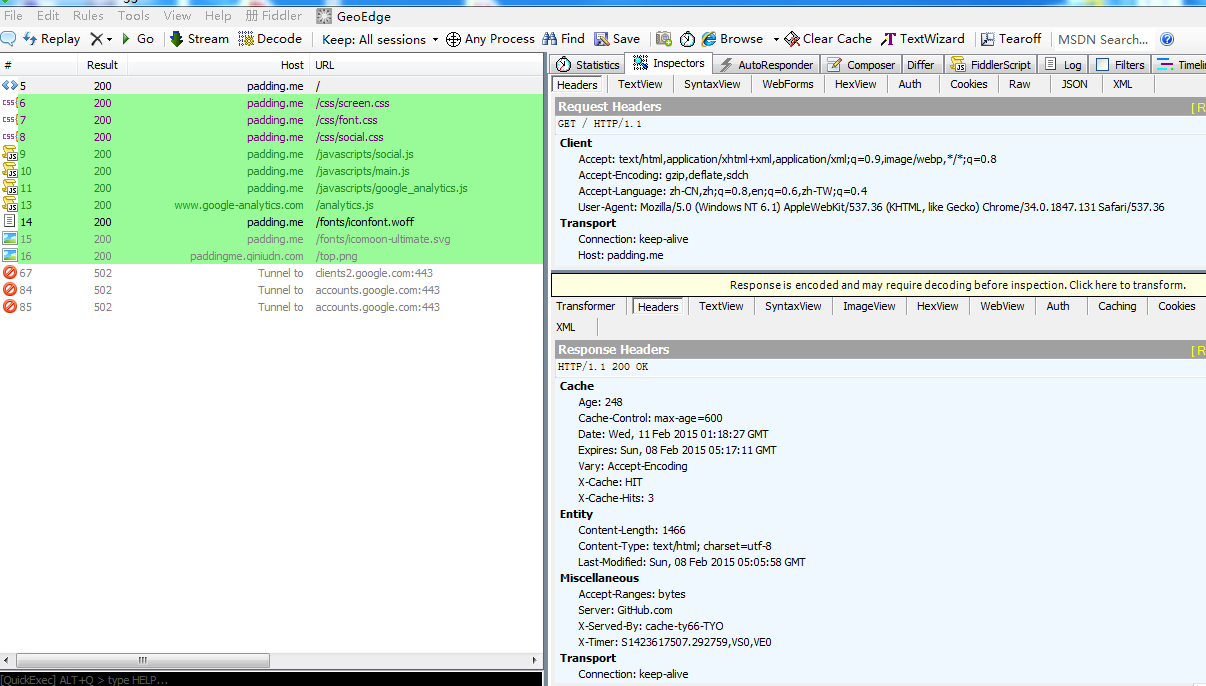 File Edit Rules Tools View Help 册 Fiddler GeoEdge
Replay Go Stream Decode Keep: All sessions Any Process Find Save Browse Clear Cache TextWizard Tearoff MSDN Search...
# Result Host URL
5 200 padding.me /
6 200 padding.me /css/screen.css
7 200 padding.me /css/font.css
8 200 padding.me /css/social.css
9 200 padding.me /javascripts/social.js
10 200 padding.me /javascripts/main.js
11 200 padding.me /javascripts/google_analytics.js
13 200 www.google-analytics.com /analytics.js
14 200 padding.me /fonts/iconfont.woff
15 200 padding.me /fonts/icomoon-ultimate.svg
16 200 paddingme.qiniudn.com /top.png
67 502 Tunnel to clients2.google.com:443
84 502 Tunnel to accounts.google.com:443
85 502 Tunnel to accounts.google.com:443
[QuickExec] ALT+Q > type HELP...
Statistics Inspectors AutoResponder Composer Differ FiddlerScript Log Filters Timelin
Headers TextView SyntaxView WebForms HexView Auth Cookies Raw JSON XML
Request Headers [ R
GET / HTTP/1.1
Client
Accept: text/html,application/xhtml+xml,application/xml;q=0.9,image/webp,*/*;q=0.8
Accept-Encoding: gzip,deflate,sdch
Accept-Language: zh-CN,zh;q=0.8,en;q=0.6,zh-TW;q=0.4
User-Agent: Mozilla/5.0 (Windows NT 6.1) AppleWebKit/537.36 (KHTML, like Gecko) Chrome/34.0.1847.131 Safari/537.36
Transport
Connection: keep-alive
Host: padding.me
Response is encoded and may require decoding before inspection. Click here to transform.
Transformer Headers TextView SyntaxView ImageView HexView WebView Auth Caching Cookies
XML
Response Headers [ R
HTTP/1.1 200 OK
Cache
Age: 248
Cache-Control: max-age=600
Date: Wed, 11 Feb 2015 01:18:27 GMT
Expires: Sun, 08 Feb 2015 05:17:11 GMT
Vary: Accept-Encoding
X-Cache: HIT
X-Cache-Hits: 3
Entity
Content-Length: 1466
Content-Type: text/html; charset=utf-8
Last-Modified: Sun, 08 Feb 2015 05:05:58 GMT
Miscellaneous
Accept-Ranges: bytes
Server: GitHub.com
X-Served-By: cache-ty66-TYO
X-Timer: S1423617507.292759,VS0,VE0
Transport
Connection: keep-alive